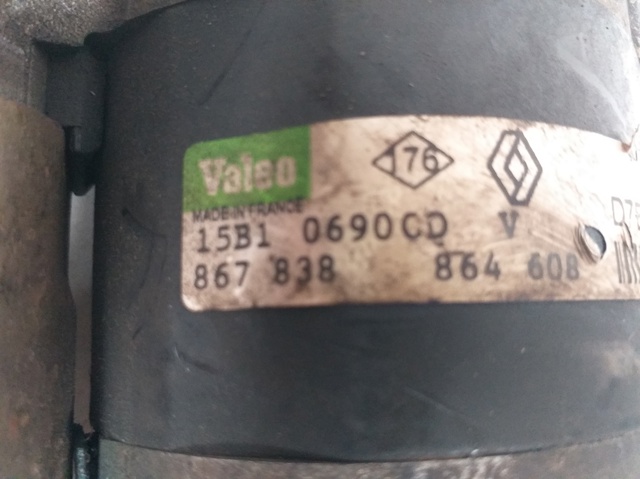 Valeo
176
MADE IN FRANCE
15B1 0690CD V
867 838 864 608